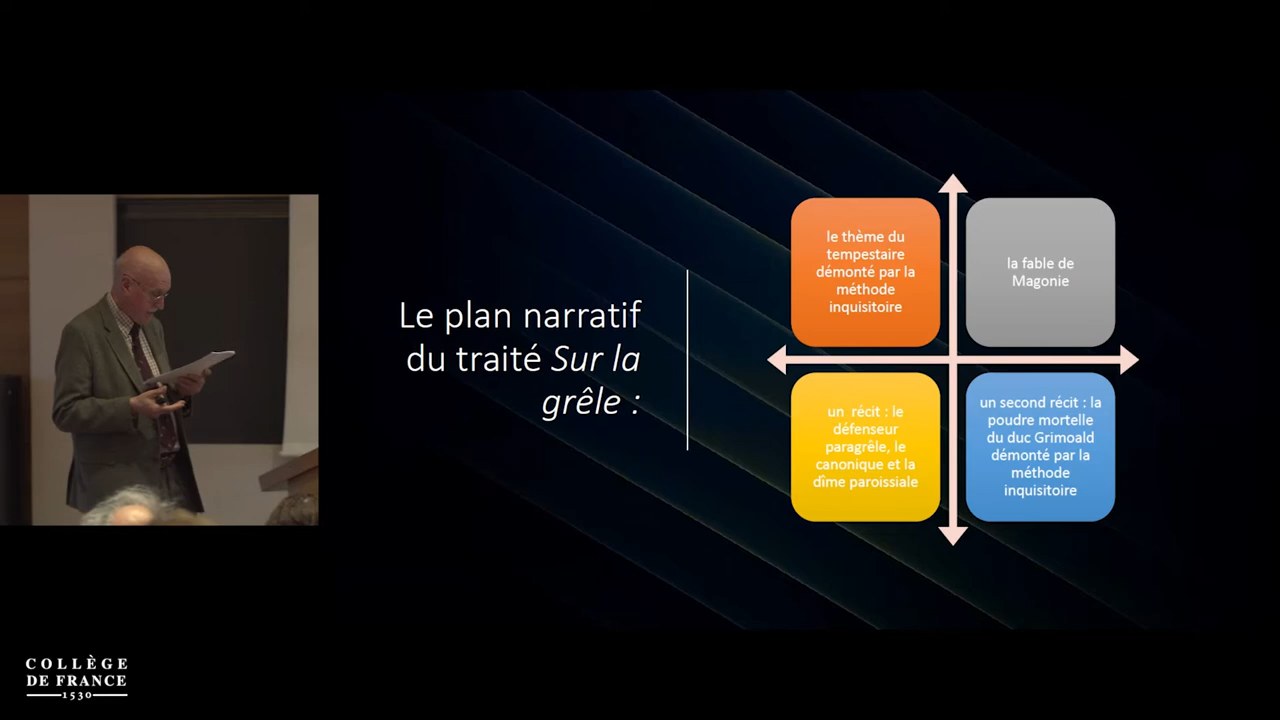 Le plan narratif
du traité Sur la
grêle :
le thème du
tempestaire
démonté par la
méthode
inquisitoire
la fable de
Magonie
un récit : le
défenseur
paragrêle, le
canonique et la
dîme paroissiale
un second récit : la
poudre mortelle
du duc Grimoald
démonté par la
méthode
inquisitoire
COLLÈGE
DE FRANCE
1530